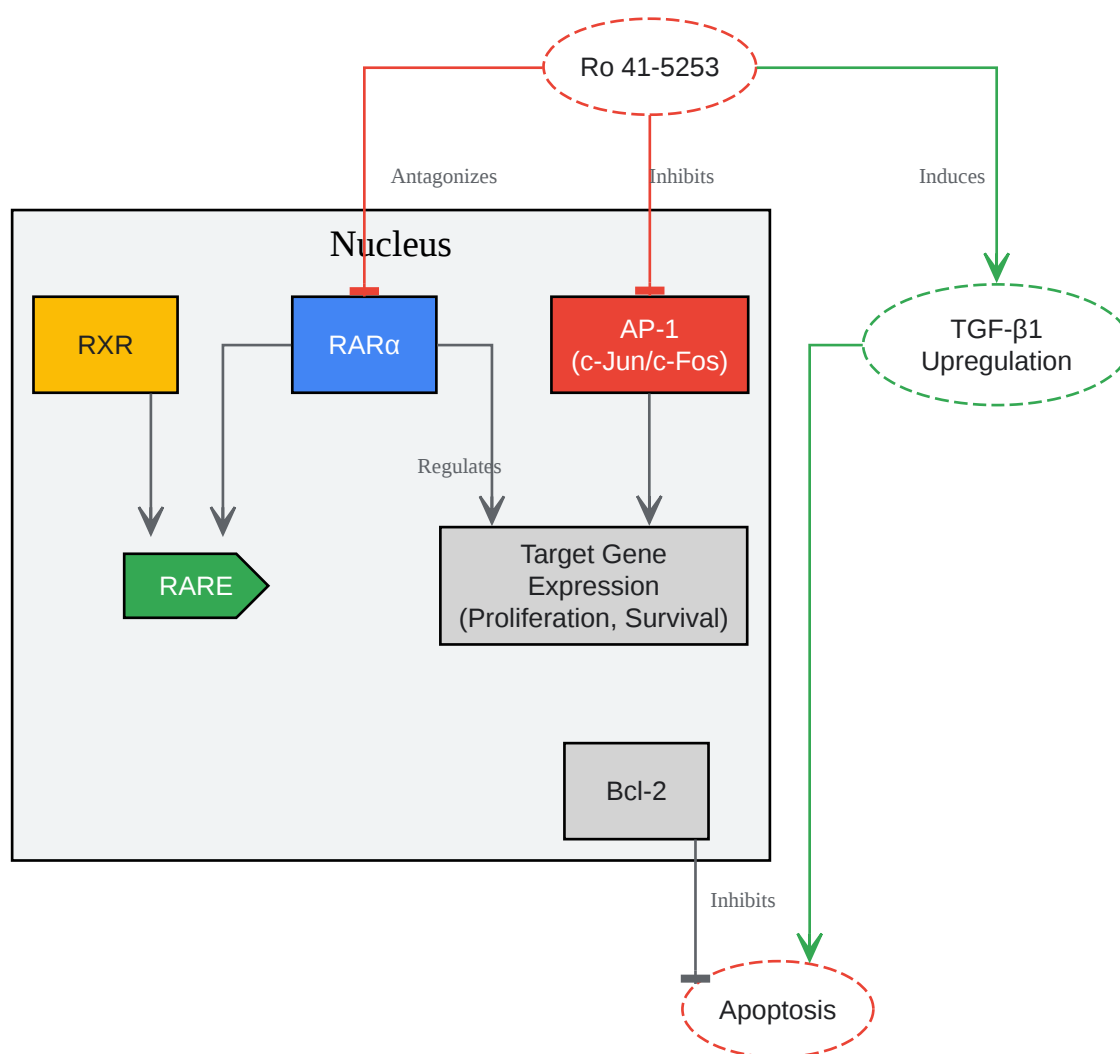 Ro 41-5253
Antagonizes
Inhibits
Induces
Nucleus
RXR
RARα
AP-1
(c-Jun/c-Fos)
TGF-β1
Upregulation
Regulates
RARE
Target Gene
Expression
(Proliferation, Survival)
Bcl-2
Inhibits
Apoptosis